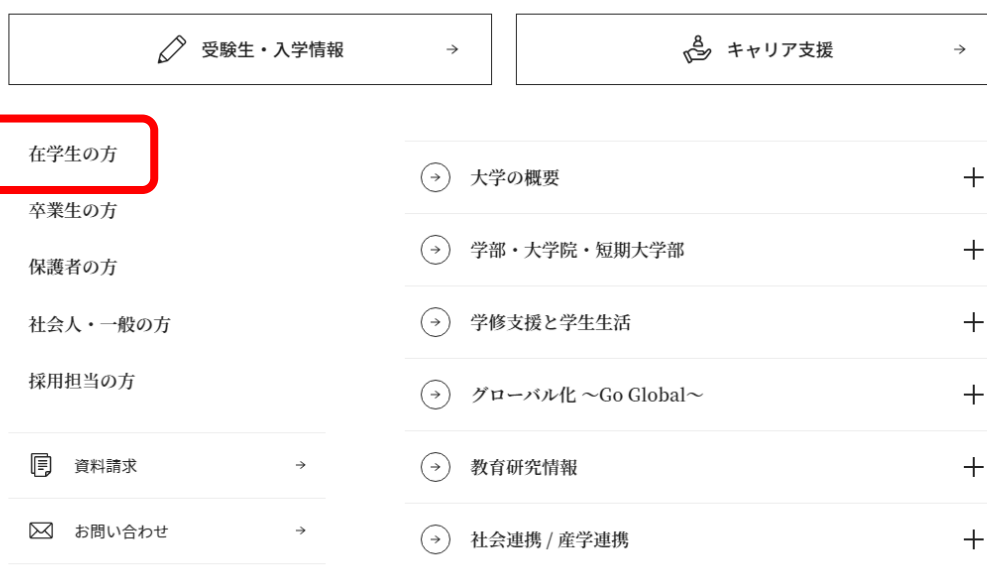 受験生・入学情報
キャリア支援
在学生の方
卒業生の方
保護者の方
社会人・一般の方
採用担当の方
資料請求
お問い合わせ
大学の概要
学部・大学院・短期大学部
学修支援と学生生活
グローバル化 〜Go Global〜
教育研究情報
社会連携 / 産学連携